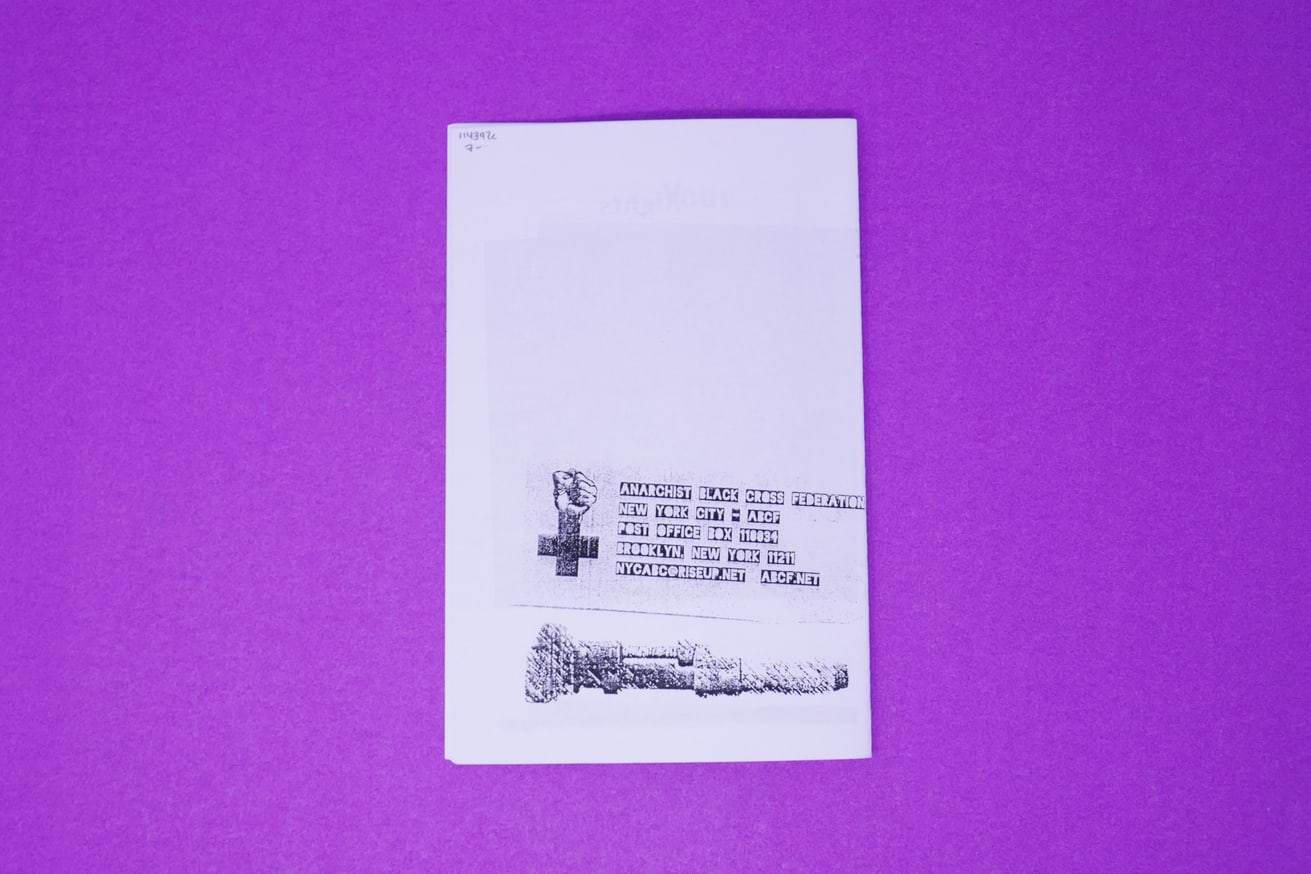 114392c
7-
ANARCHIST BLACK CROSS FEDERATION
NEW YORK CITY - ABCF
POST OFFICE BOX 110034
BROOKLYN, NEW YORK 11211
NYCABC@RISEUP.NET ABCF.NET